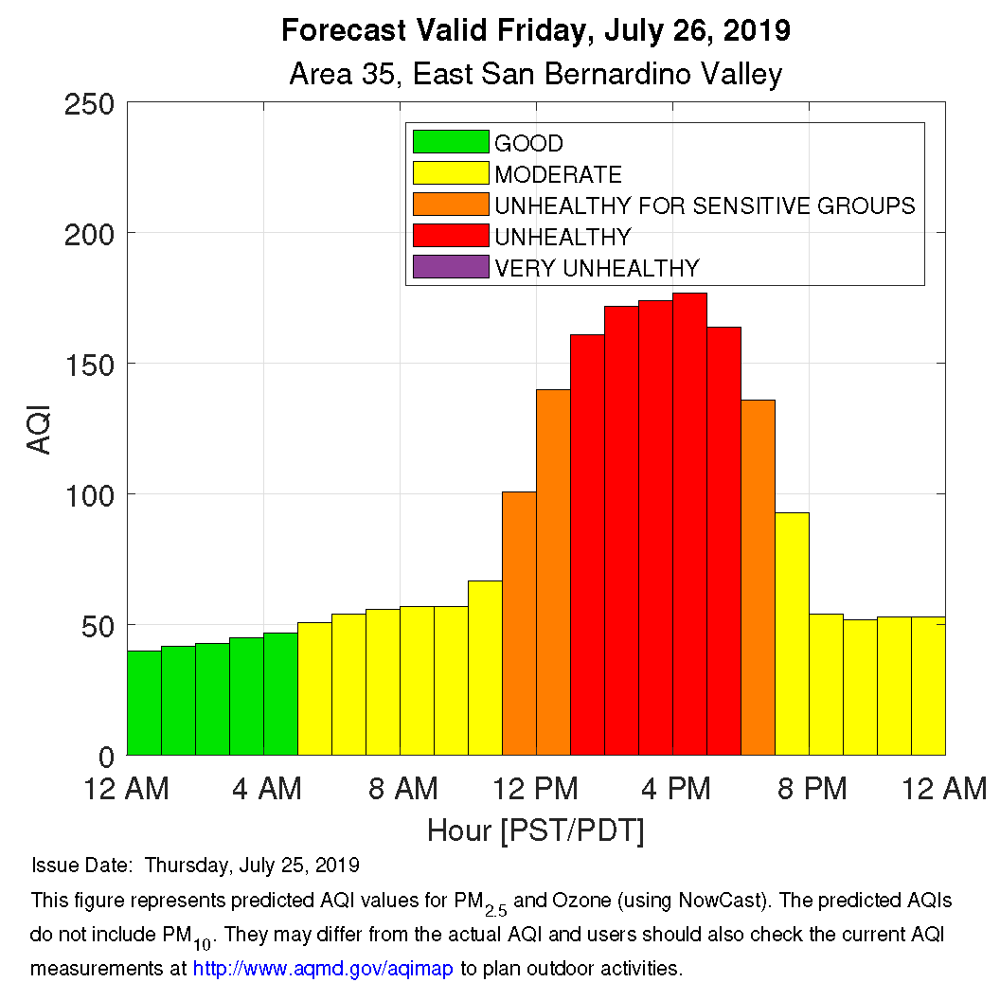 Forecast Valid Friday, July 26, 2019
Area 35, East San Bernardino Valley
250
200
150
100
50
0
AQI
GOOD
MODERATE
UNHEALTHY FOR SENSITIVE GROUPS
UNHEALTHY
VERY UNHEALTHY
12 AM 4 AM 8 AM 12 PM 4 PM 8 PM 12 AM
Hour [PST/PDT]
Issue Date: Thursday, July 25, 2019
This figure represents predicted AQI values for PM2.5 and Ozone (using NowCast). The predicted AQIs
do not include PM10. They may differ from the actual AQI and users should also check the current AQI
measurements at http://www.aqmd.gov/aqimap to plan outdoor activities.